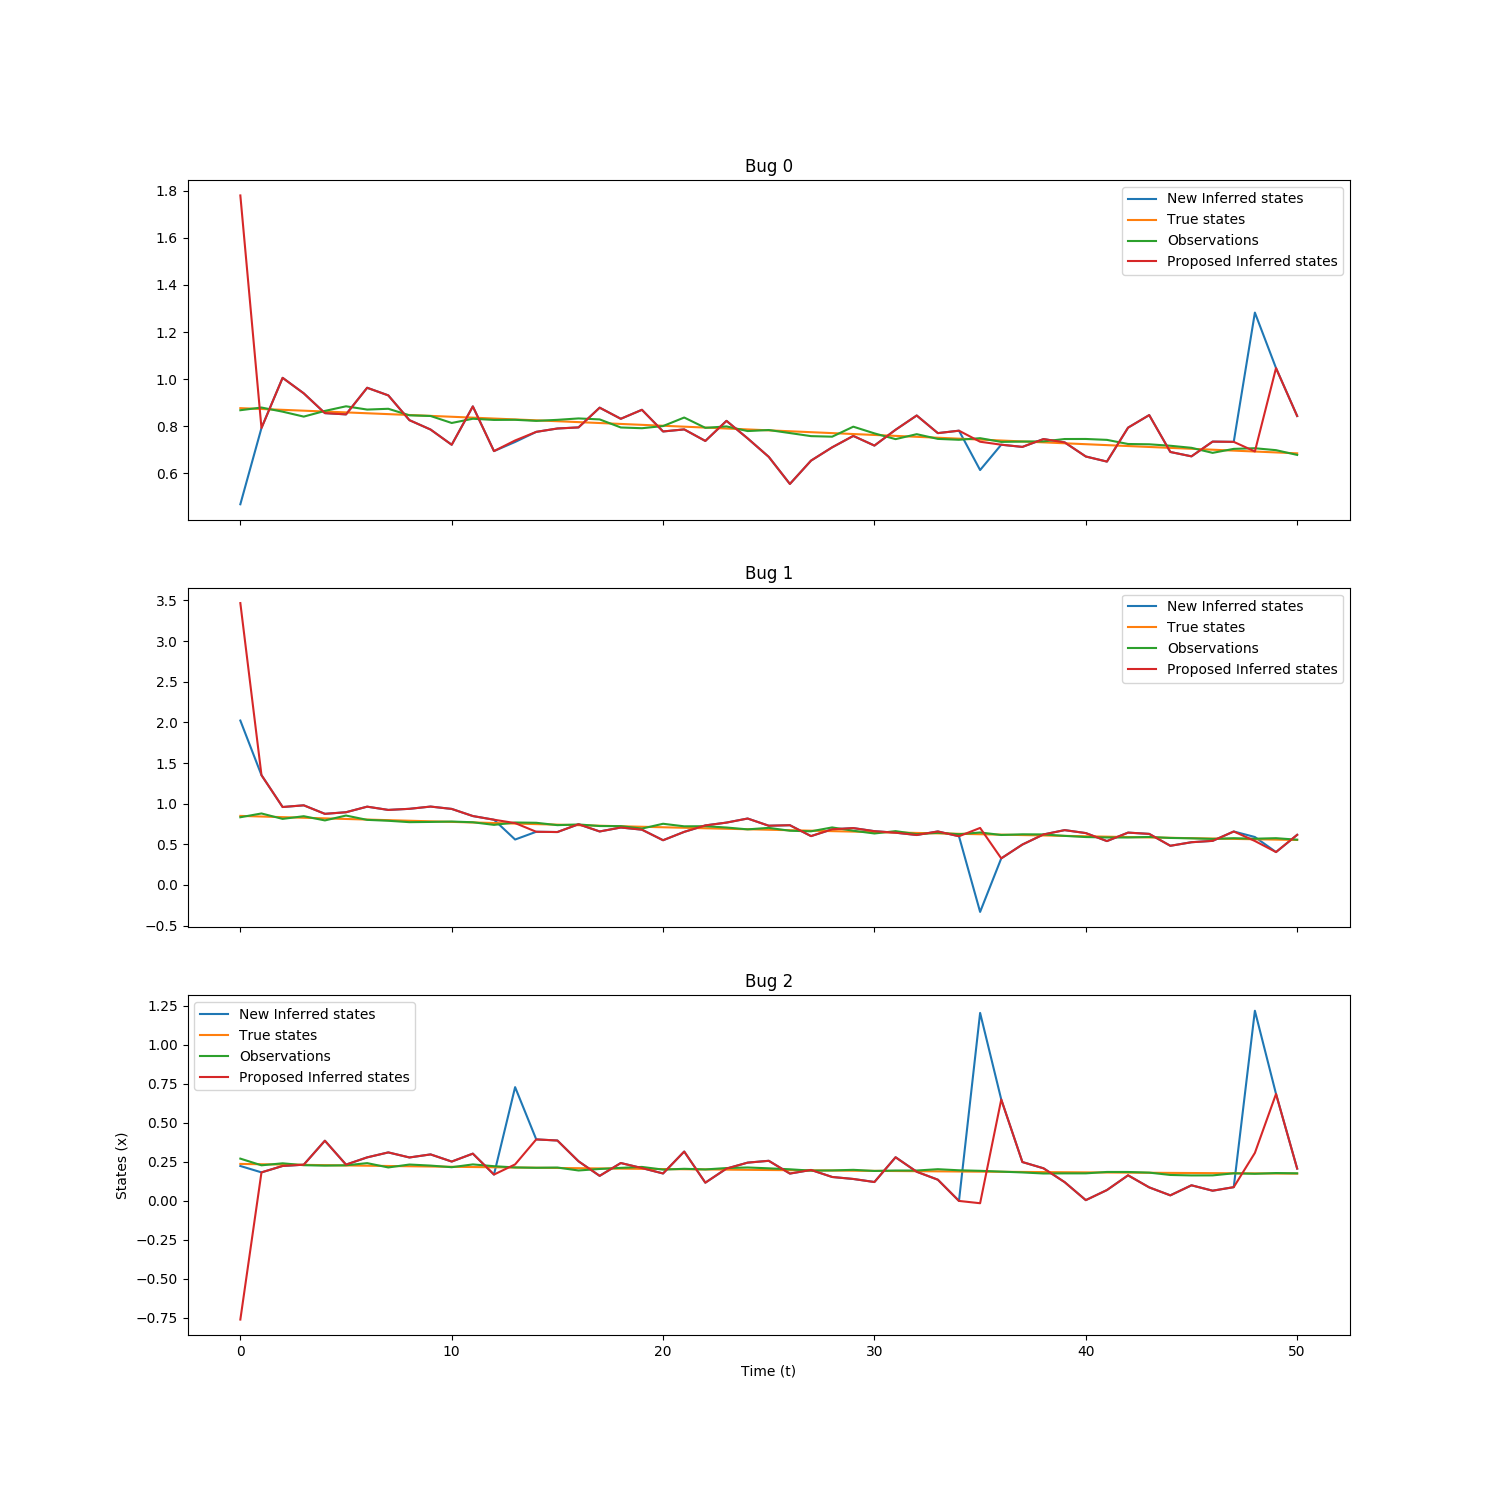 Bug 0
1.8
1.6
1.4
1.2
1.0
0.8
0.6
New Inferred states
True states
Observations
Proposed Inferred states
Bug 1
3.5
3.0
2.5
2.0
1.5
1.0
0.5
0.0
−0.5
New Inferred states
True states
Observations
Proposed Inferred states
Bug 2
States (x)
1.25
1.00
0.75
0.50
0.25
0.00
−0.25
−0.50
−0.75
New Inferred states
True states
Observations
Proposed Inferred states
0 10 20 30 40 50
Time (t)